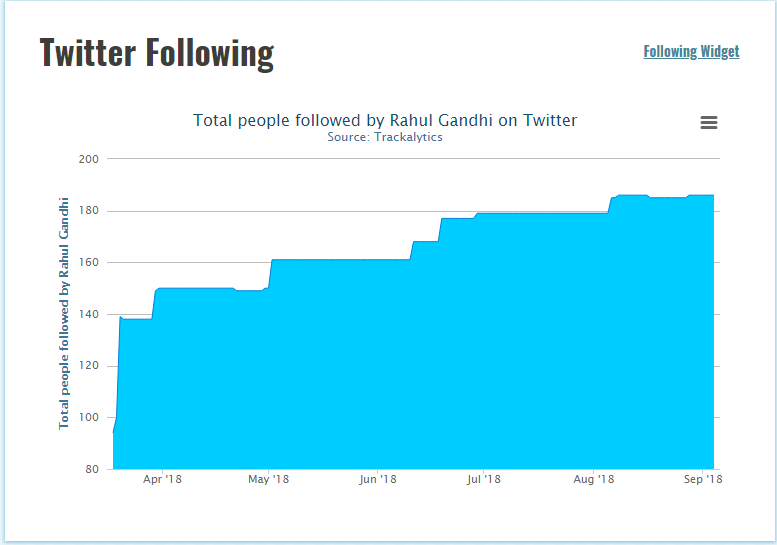 Twitter Following
Following Widget
Total people followed by Rahul Gandhi on Twitter
Source: Trackalytics
Total people followed by Rahul Gandhi
200
180
160
140
120
100
80
Apr '18 May '18 Jun '18 Jul '18 Aug '18 Sep '18